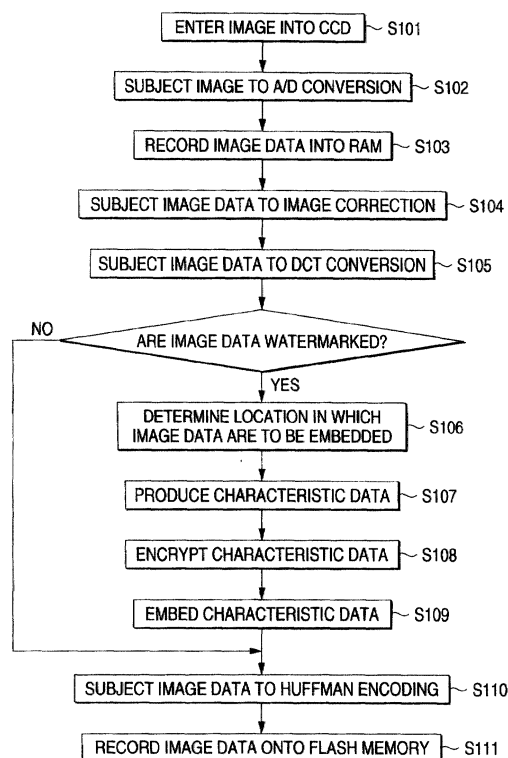 ENTER IMAGE INTO CCD S101
SUBJECT IMAGE TO A/D CONVERSION S102
RECORD IMAGE DATA INTO RAM S103
SUBJECT IMAGE DATA TO IMAGE CORRECTION S104
SUBJECT IMAGE DATA TO DCT CONVERSION S105
NO
ARE IMAGE DATA WATERMARKED?
YES
DETERMINE LOCATION IN WHICH
IMAGE DATA ARE TO BE EMBEDDED S106
PRODUCE CHARACTERISTIC DATA S107
ENCRYPT CHARACTERISTIC DATA S108
EMBED CHARACTERISTIC DATA S109
SUBJECT IMAGE DATA TO HUFFMAN ENCODING S110
RECORD IMAGE DATA ONTO FLASH MEMORY S111